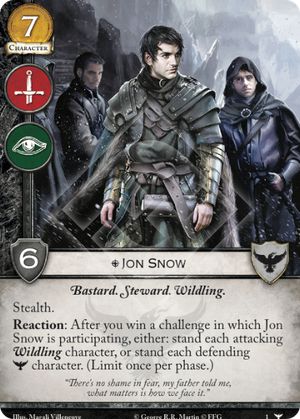 7
CHARACTER
6
JON SNOW
Bastard. Steward. Wildling.
Stealth.
Reaction: After you win a challenge in which Jon
Snow is participating, either: stand each attacking
Wildling character, or stand each defending
character. (Limit once per phase.)
"There's no shame in fear, my father told me,
what matters is how we face it."
Illus. Magali Villeneuve © George R.R. Martin © FFG 1